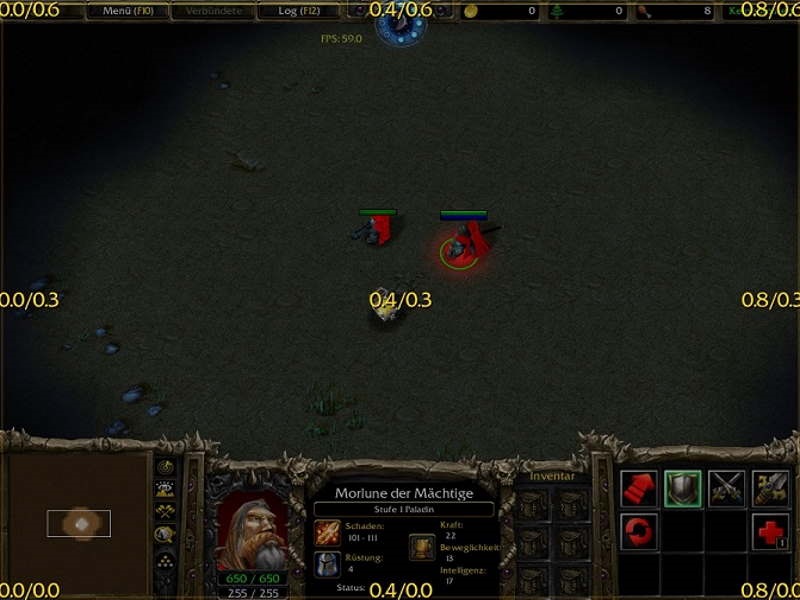 0.0/0.6
Menü (F10)
Verbündete
Log (F12)
0.4/0.6
0
0
8
0.8/0.6
FPS: 59.0
0.0/0.3
0.4/0.3
0.8/0.3
Morlune der Mächtige
Stufe 1 Paladin
Schaden:
101 - 111
Rüstung:
4
Kraft:
22
Beweglichkeit:
13
Intelligenz:
17
Status:
Inventar
650 / 650
255 / 255
1
0.0/0.0
0.4/0.0
0.8/0.0